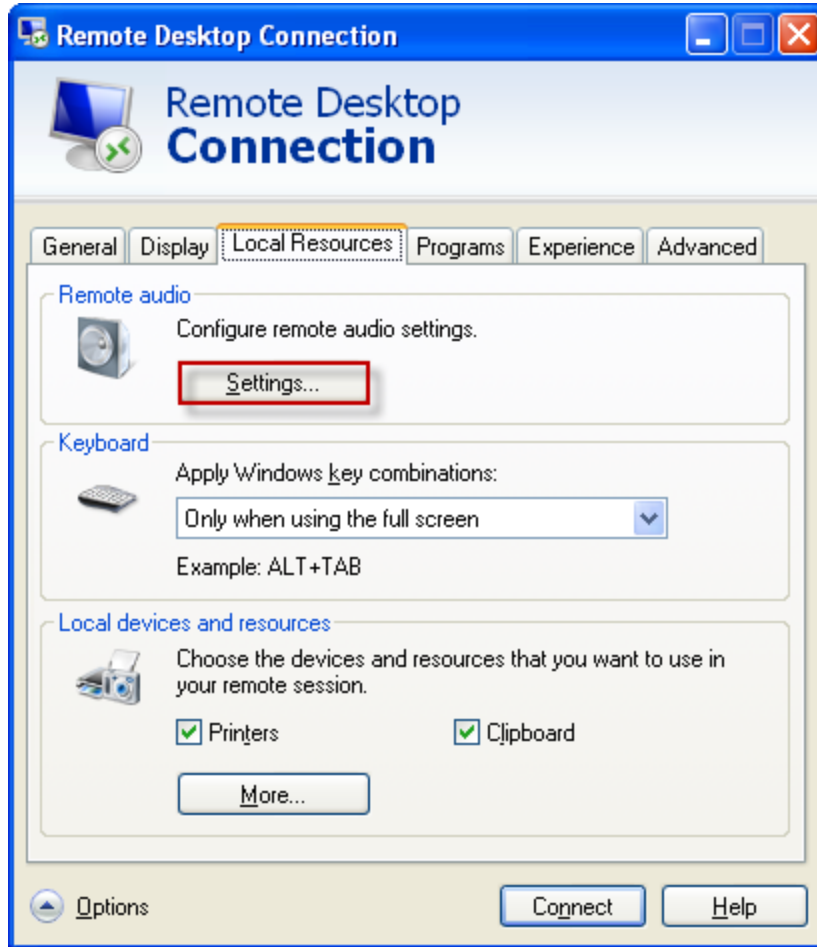 Remote Desktop Connection
Remote Desktop
Connection
General Display Local Resources Programs Experience Advanced
Remote audio
Configure remote audio settings.
Settings...
Keyboard
Apply Windows key combinations:
Only when using the full screen
Example: ALT+TAB
Local devices and resources
Choose the devices and resources that you want to use in
your remote session.
Printers Clipboard
More...
Options Connect Help